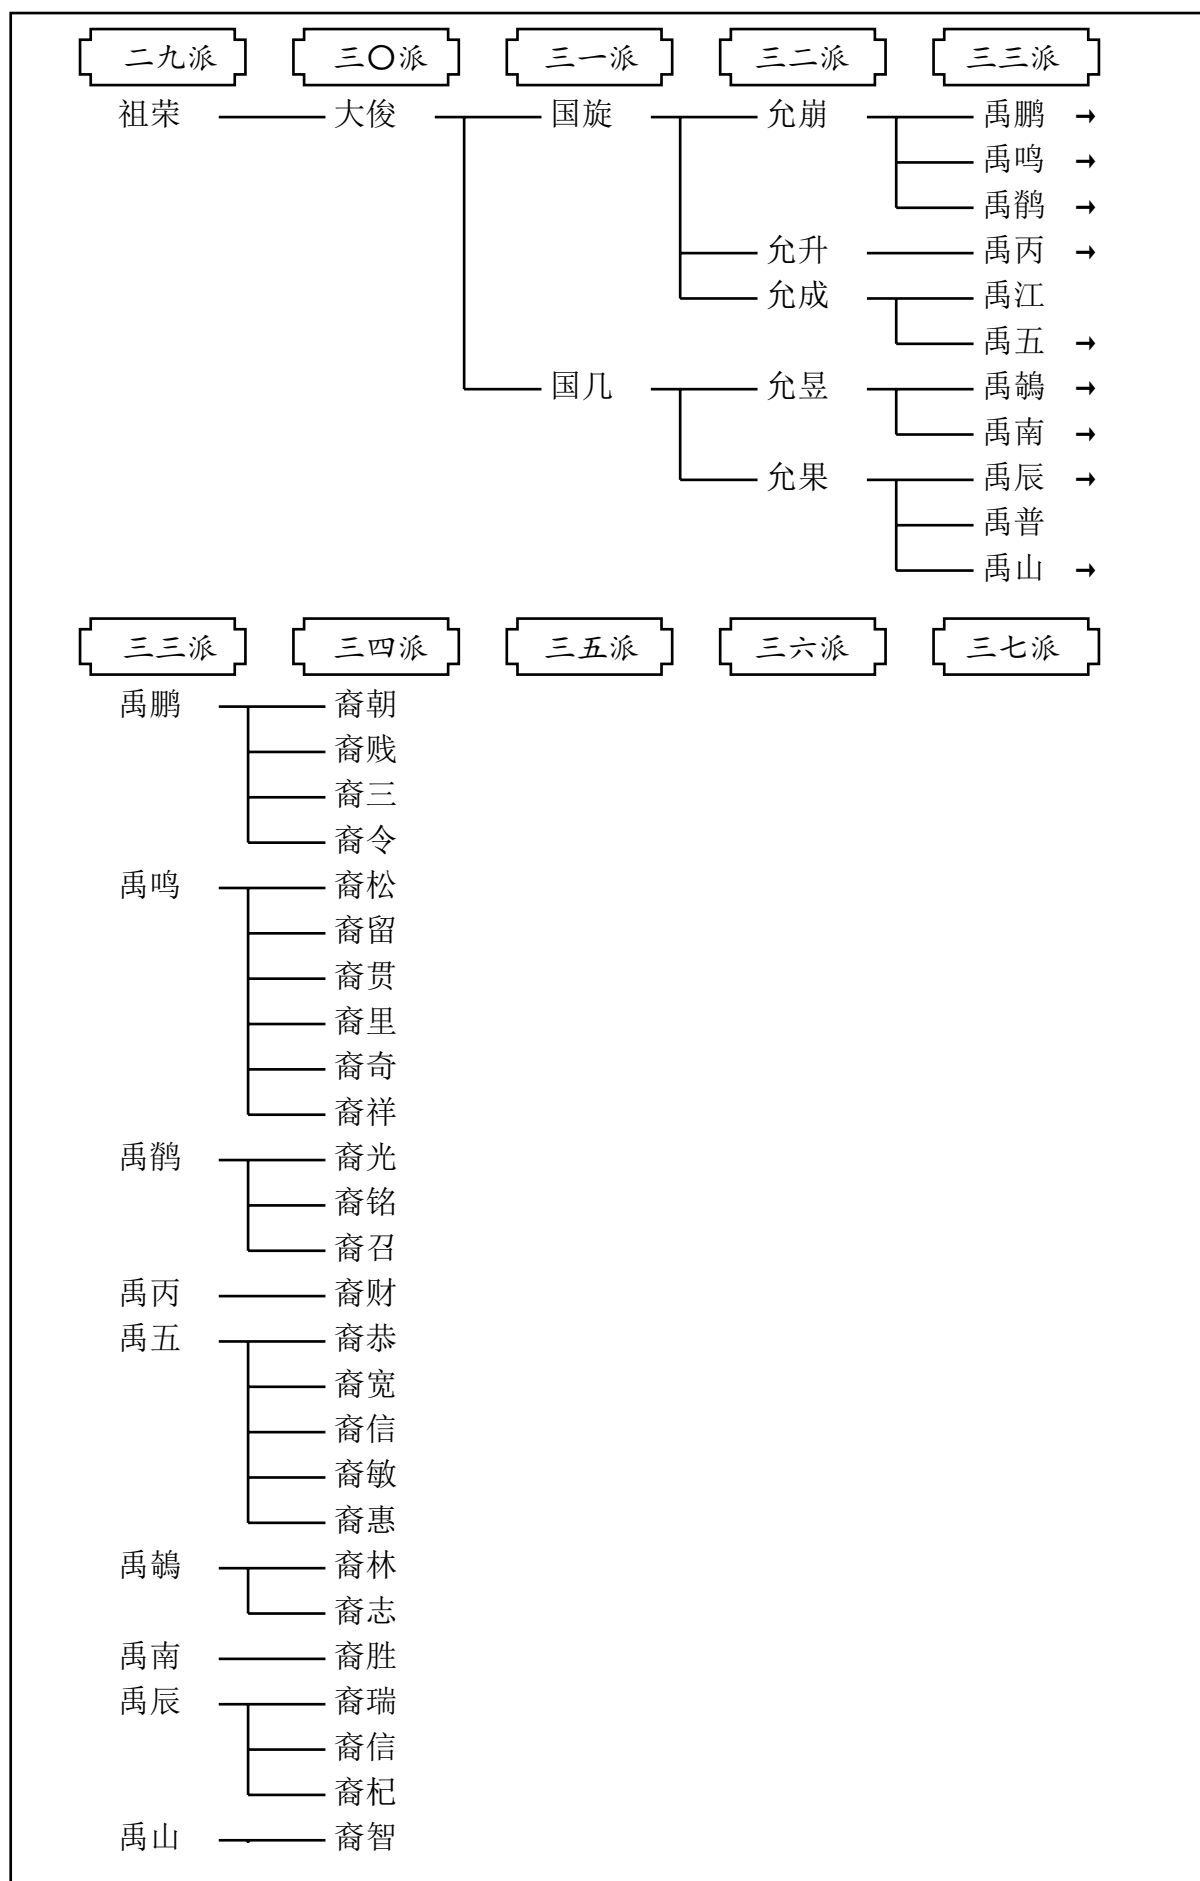 二九派 三〇派 三一派 三二派 三三派
祖荣 大俊 国旋 允崩 禹鹏 →
禹鸣 →
禹鹡 →
允升 禹丙 →
允成 禹江
禹五 →
国几 允昱 禹鵸 →
禹南 →
允果 禹辰 →
禹普
禹山 →
三三派 三四派 三五派 三六派 三七派
禹鹏 裔朝
裔贱
裔三
裔令
禹鸣 裔松
裔留
裔贯
裔里
裔奇
裔祥
禹鹡 裔光
裔铭
裔召
禹丙 裔财
禹五 裔恭
裔宽
裔信
裔敏
裔惠
禹鵸 裔林
裔志
禹南 裔胜
禹辰 裔瑞
裔信
裔杞
禹山 裔智